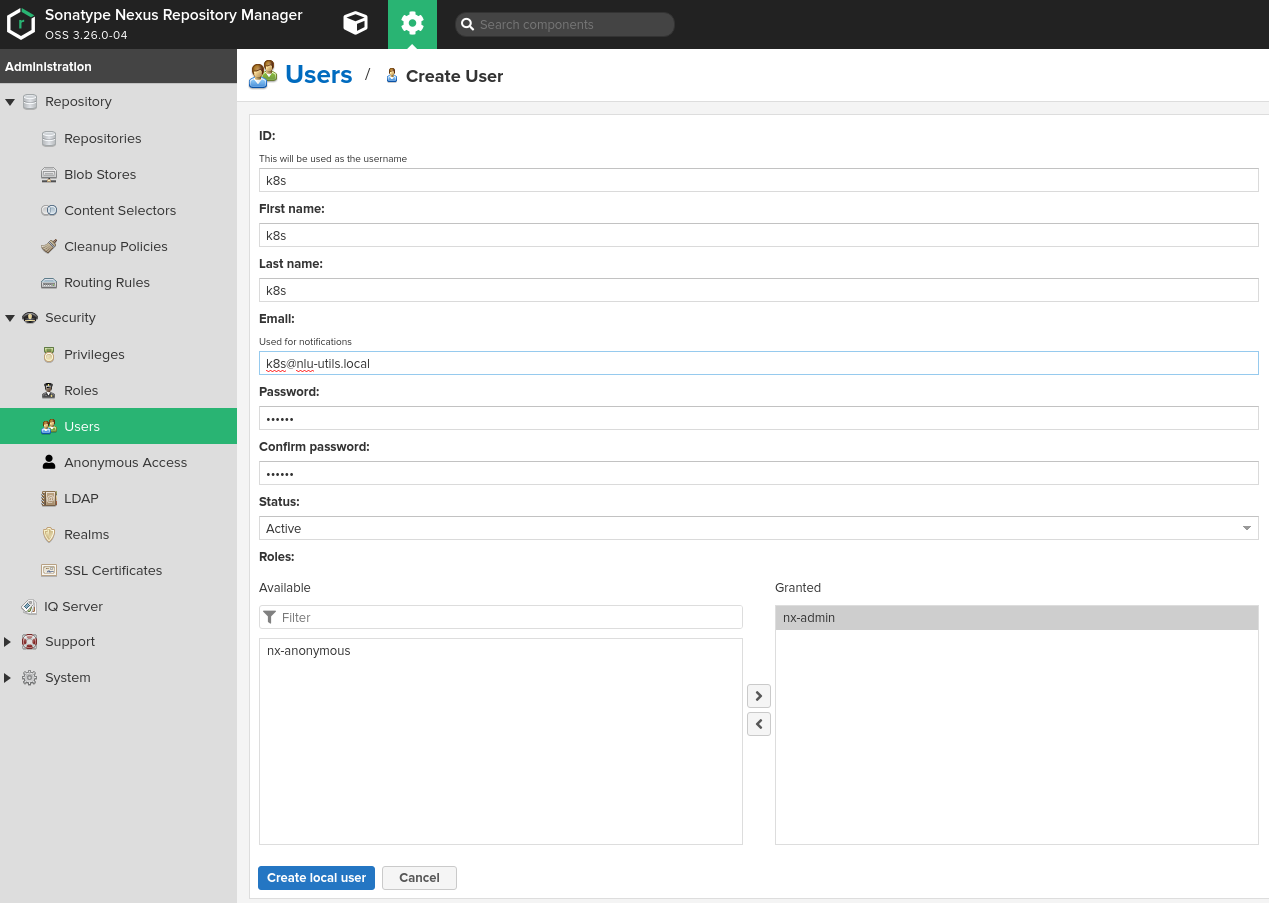 Sonatype Nexus Repository Manager
OSS 3.26.0-04
Search components
Administration
Repository
Repositories
Blob Stores
Content Selectors
Cleanup Policies
Routing Rules
Security
Privileges
Roles
Users
Anonymous Access
LDAP
Realms
SSL Certificates
IQ Server
Support
System
Users / Create User
ID:
This will be used as the username
k8s
First name:
k8s
Last name:
k8s
Email:
Used for notifications
k8s@nlu-utils.local
Password:
••••••
Confirm password:
••••••
Status:
Active
Roles:
Available
Filter
nx-anonymous
Granted
nx-admin
Create local user
Cancel